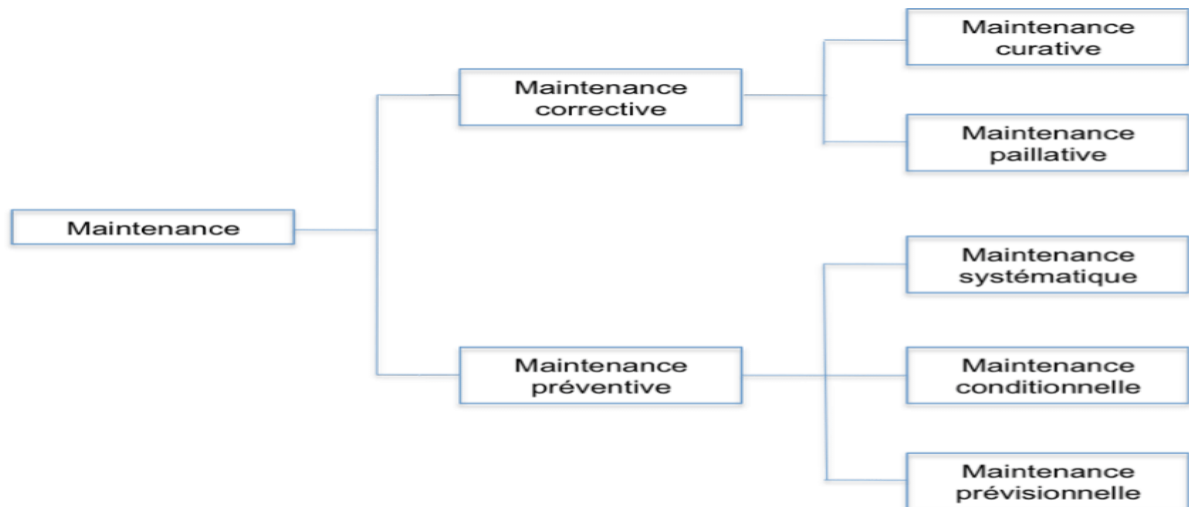 Maintenance
curative
Maintenance
corrective
Maintenance
paillative
Maintenance
Maintenance
systématique
Maintenance
préventive
Maintenance
conditionnelle
Maintenance
prévisionnelle